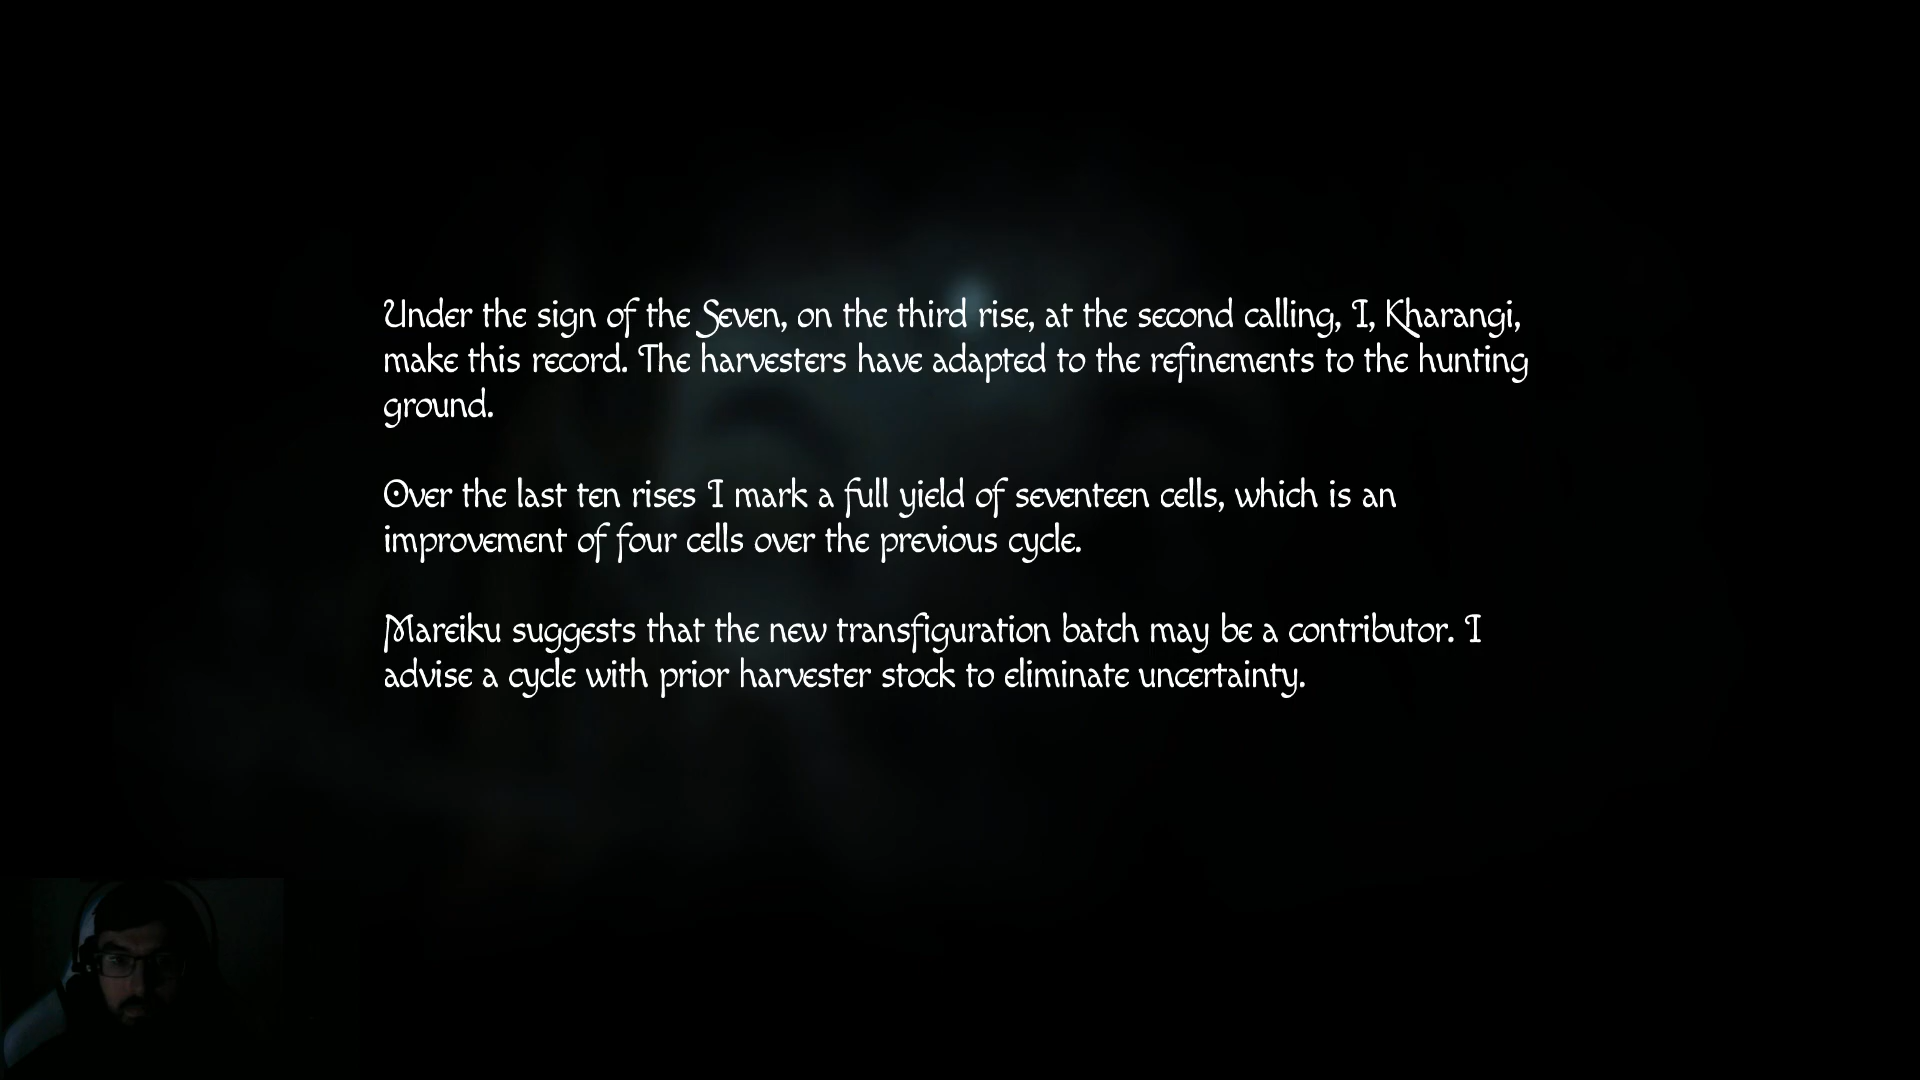 Under the sign of the Seven, on the third rise, at the second calling, I, Kharangi,
make this record. The harvesters have adapted to the refinements to the hunting
ground.
Over the last ten rises I mark a full yield of seventeen cells, which is an
improvement of four cells over the previous cycle.
Mareiku suggests that the new transfiguration batch may be a contributor. I
advise a cycle with prior harvester stock to eliminate uncertainty.